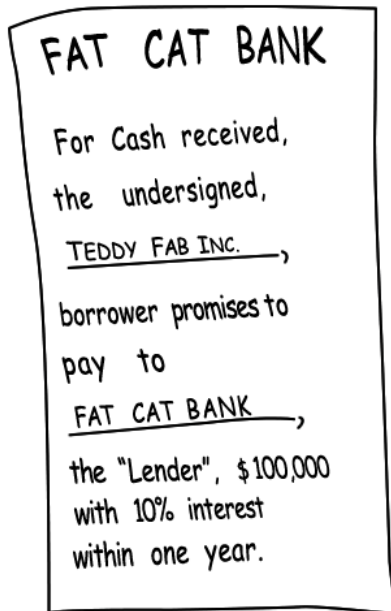 FAT CAT BANK
For Cash received,
the undersigned,
TEDDY FAB INC.,
borrower promises to
pay to
FAT CAT BANK,
the "Lender", $100,000
with 10% interest
within one year.